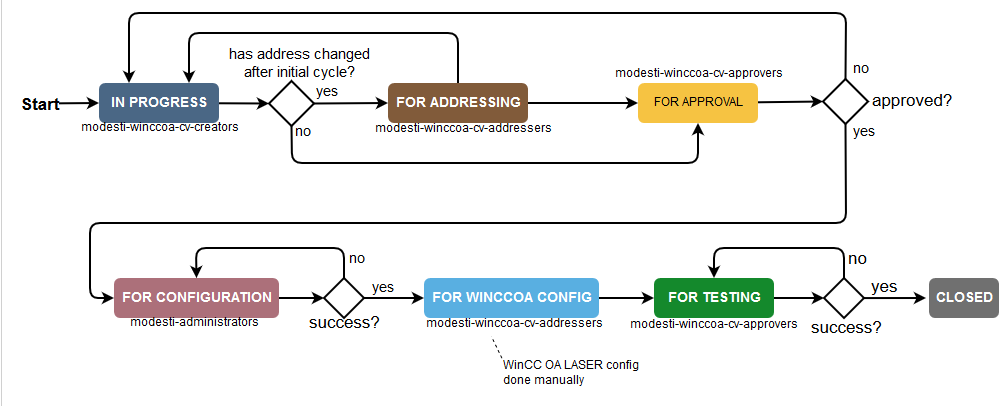 has address changed
after initial cycle?
no
modesti-winccoa-cv-approvers
Start
IN PROGRESS
yes
FOR ADDRESSING
FOR APPROVAL
approved?
modesti-winccoa-cv-creators
no
modesti-winccoa-cv-addressers
yes
no
no
FOR CONFIGURATION
yes
FOR WINCCOA CONFIG
FOR TESTING
yes
CLOSED
modesti-administrators
success?
modesti-winccoa-cv-addressers
modesti-winccoa-cv-approvers
success?
WinCC OA LASER config
done manually